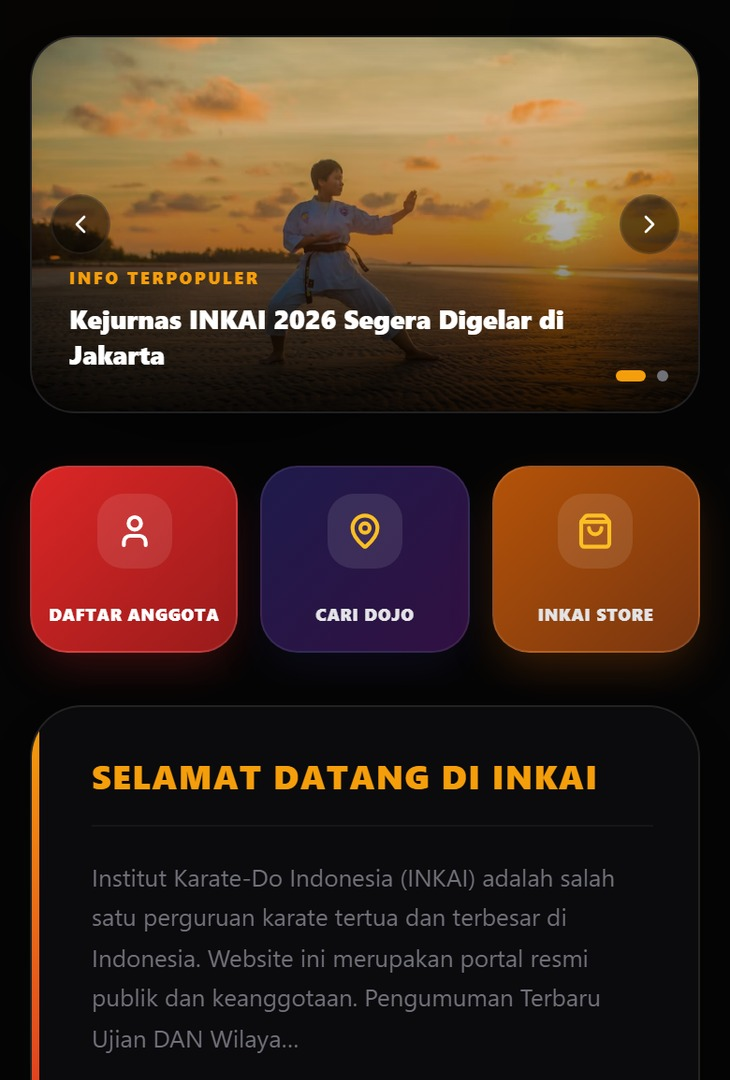 INFO TERPOPULER
Kejurnas INKAI 2026 Segera Digelar di
Jakarta
DAFTAR ANGGOTA
CARI DOJO
INKAI STORE
SELAMAT DATANG DI INKAI
Institut Karate-Do Indonesia (INKAI) adalah salah
satu perguruan karate tertua dan terbesar di
Indonesia. Website ini merupakan portal resmi
publik dan keanggotaan. Pengumuman Terbaru
Ujian DAN Wilaya...